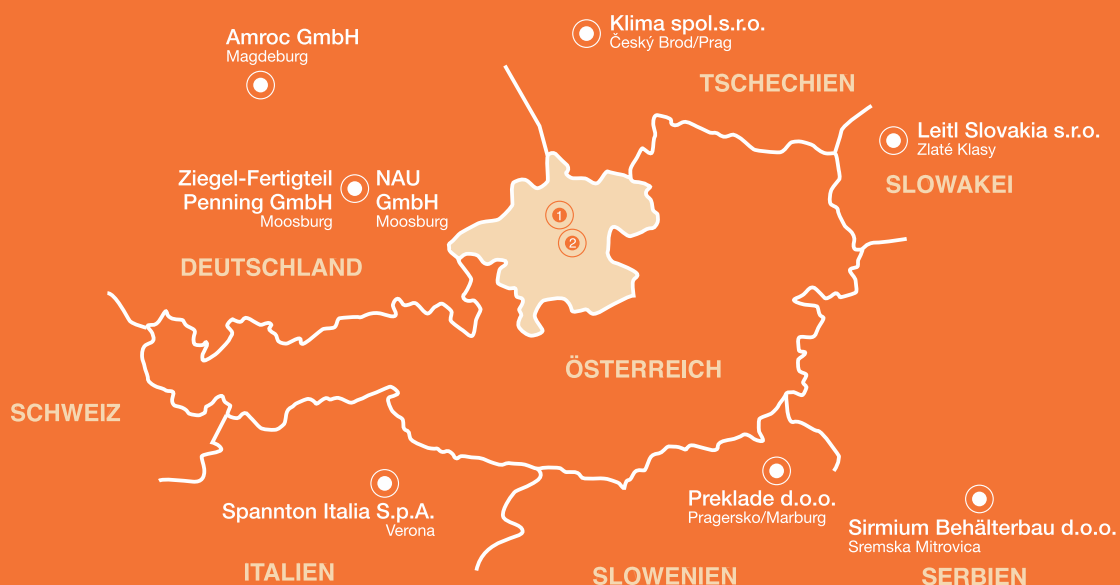 Amroc GmbH
Magdeburg
Klima spol.s.r.o.
Český Brod/Prag
TSCHECHIEN
Leitl Slovakia s.r.o.
Zlaté Klasy
SLOWAKEI
Ziegel-Fertigteil
Penning GmbH
Moosburg
NAU
GmbH
Moosburg
1
2
DEUTSCHLAND
ÖSTERREICH
SCHWEIZ
Spannton Italia S.p.A.
Verona
Preklade d.o.o.
Pragersko/Marburg
Sirmium Behälterbau d.o.o.
Sremska Mitrovica
ITALIEN
SLOWENIEN
SERBIEN